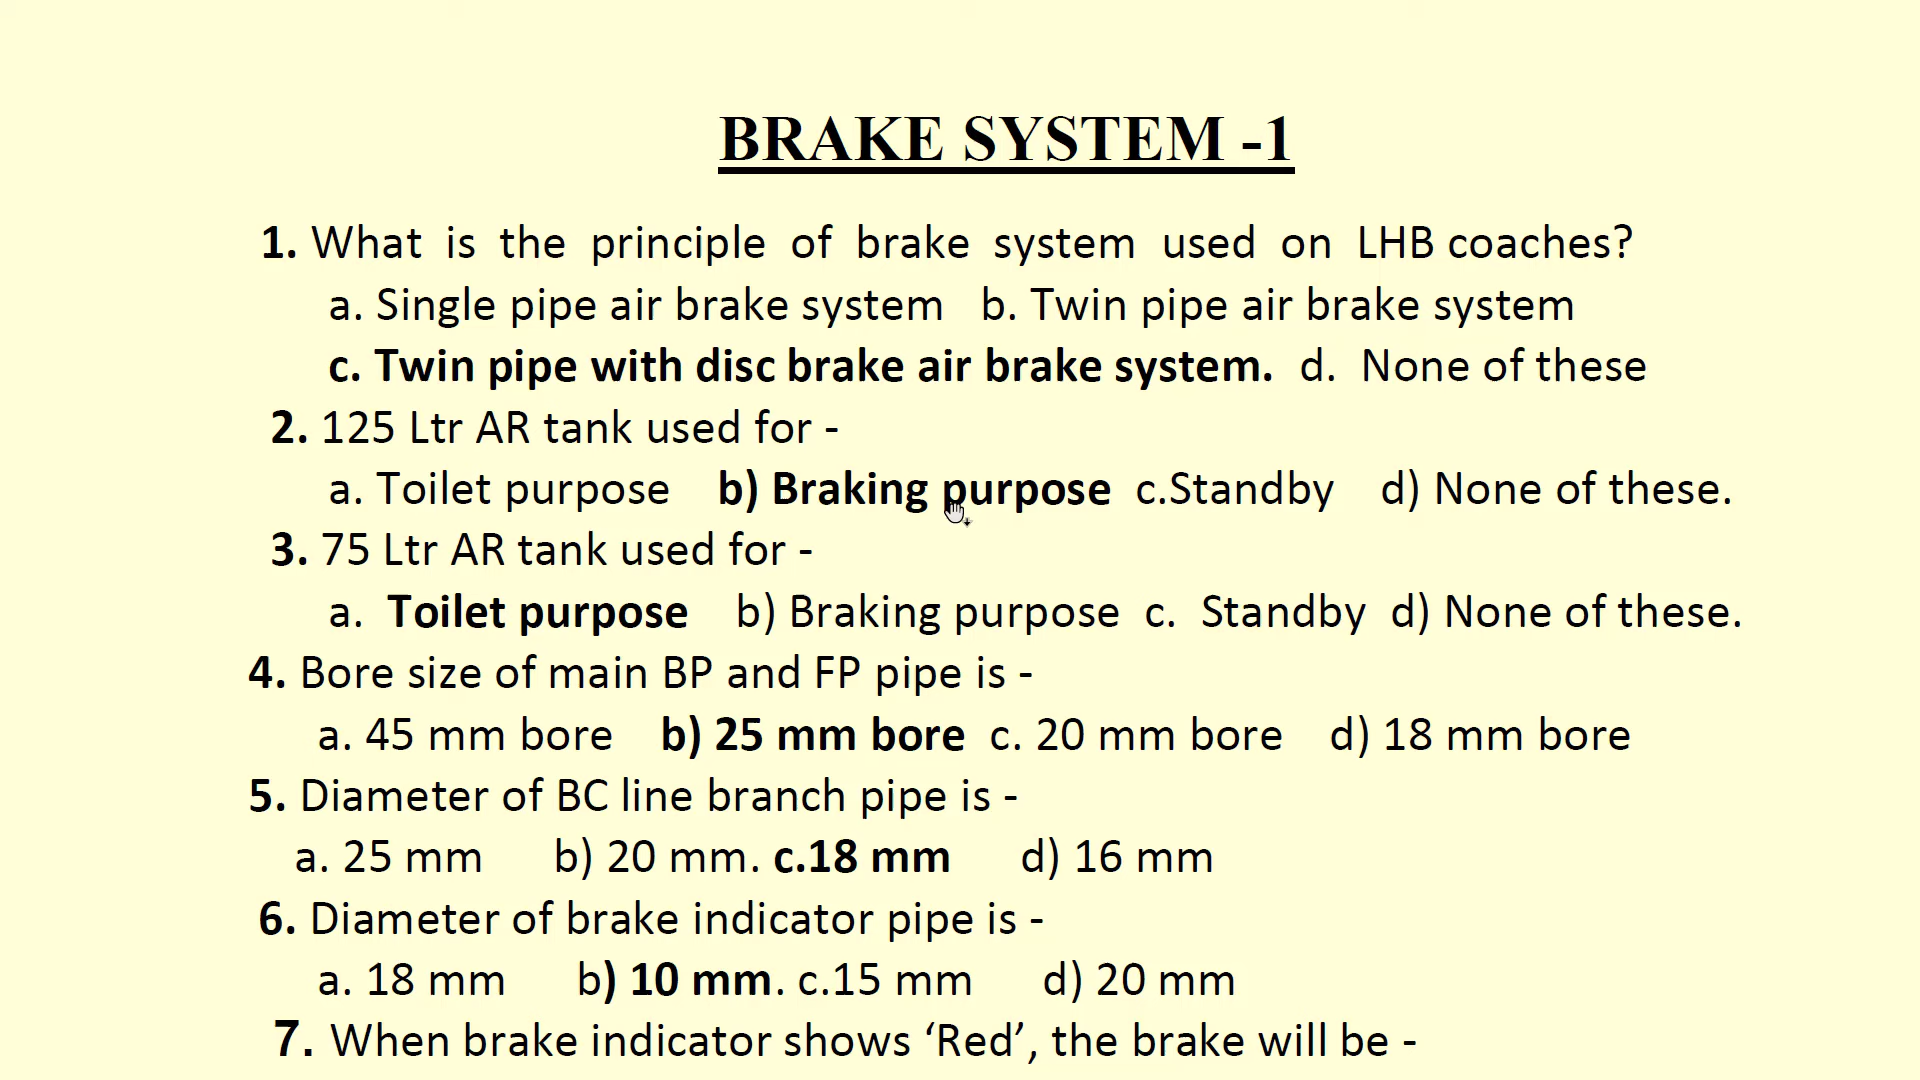 BRAKE SYSTEM -1
1. What is the principle of brake system used on LHB coaches?
a. Single pipe air brake system b. Twin pipe air brake system
c. Twin pipe with disc brake air brake system. d. None of these
2. 125 Ltr AR tank used for -
a. Toilet purpose b) Braking purpose c.Standby d) None of these.
3. 75 Ltr AR tank used for -
a. Toilet purpose b) Braking purpose c. Standby d) None of these.
4. Bore size of main BP and FP pipe is -
a. 45 mm bore b) 25 mm bore c. 20 mm bore d) 18 mm bore
5. Diameter of BC line branch pipe is -
a. 25 mm b) 20 mm. c.18 mm d) 16 mm
6. Diameter of brake indicator pipe is -
a. 18 mm b) 10 mm. c.15 mm d) 20 mm
7. When brake indicator shows ‘Red’, the brake will be -